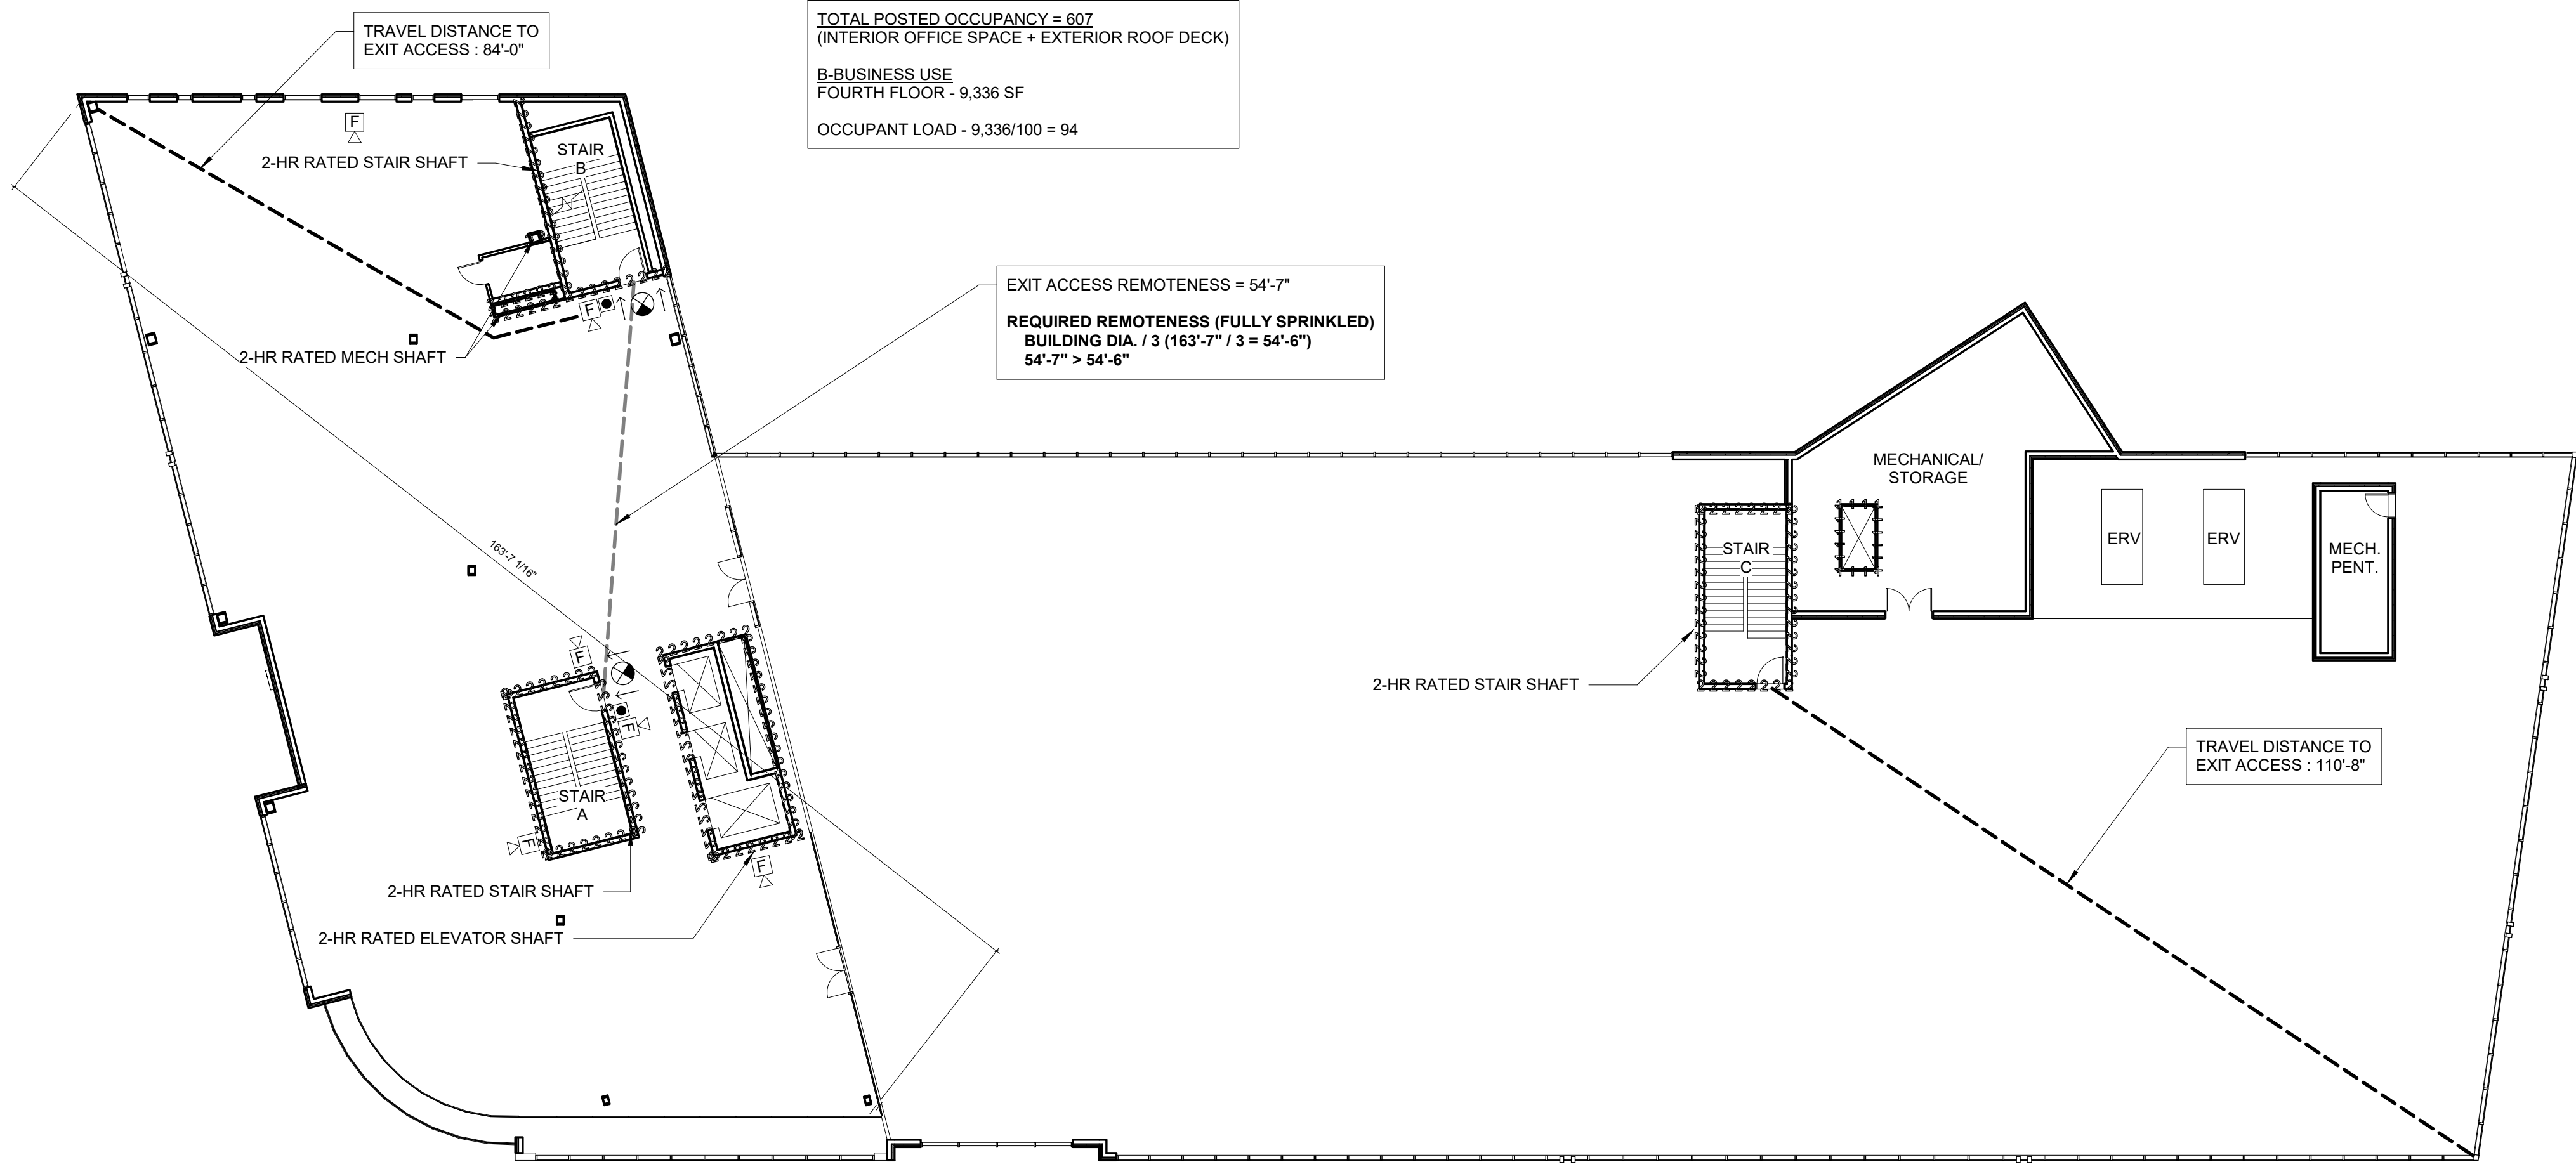 TRAVEL DISTANCE TO
EXIT ACCESS : 84'-0"
TOTAL POSTED OCCUPANCY = 607
(INTERIOR OFFICE SPACE + EXTERIOR ROOF DECK)
B-BUSINESS USE
FOURTH FLOOR - 9,336 SF
OCCUPANT LOAD - 9,336/100 = 94
F
2-HR RATED STAIR SHAFT
STAIR
B
F
2-HR RATED MECH SHAFT
EXIT ACCESS REMOTENESS = 54'-7"
REQUIRED REMOTENESS (FULLY SPRINKLED)
BUILDING DIA. / 3 (163'-7" / 3 = 54'-6")
54'-7" > 54'-6"
163'-7 1/16"
MECHANICAL/
STORAGE
STAIR
C
ERV
ERV
MECH.
PENT.
F
2-HR RATED STAIR SHAFT
F
TRAVEL DISTANCE TO
EXIT ACCESS : 110'-8"
STAIR
A
F
F
2-HR RATED STAIR SHAFT
2-HR RATED ELEVATOR SHAFT